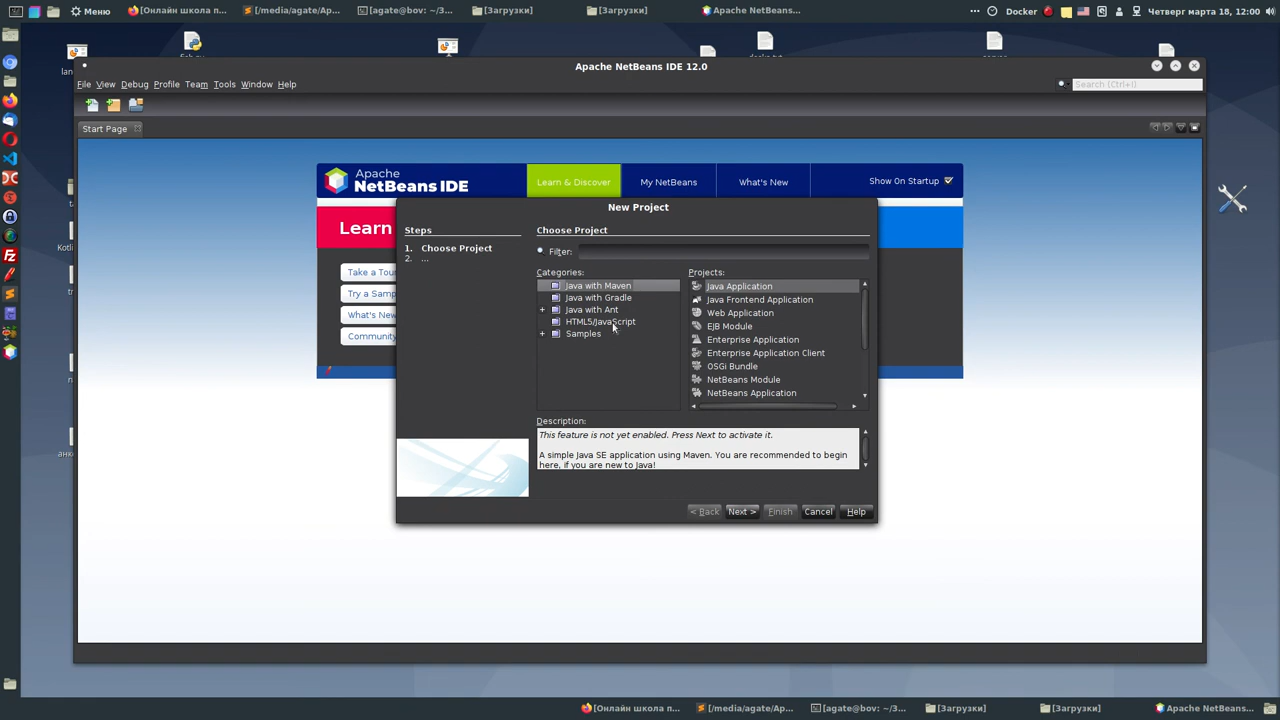 Меню
[Онлайн школа п...
[/media/agate/Ap...
[agate@bov: ~/З...
[Загрузки]
[Загрузки]
Apache NetBeans...
Docker
Четверг марта 18, 12:00
Apache NetBeans IDE 12.0
File View Debug Profile Team Tools Window Help
Search (Ctrl+I)
Start Page
Apache
NetBeans IDE
Learn & Discover
My NetBeans
What's New
Show On Startup
Learn
Take a Tour
Try a Samp
What's New
Community
New Project
Steps
1. Choose Project
2. ...
Choose Project
Filter:
Categories:
Java with Maven
Java with Gradle
Java with Ant
HTML5/JavaScript
Samples
Projects:
Java Application
Java Frontend Application
Web Application
EJB Module
Enterprise Application
Enterprise Application Client
OSGi Bundle
NetBeans Module
NetBeans Application
Description:
This feature is not yet enabled. Press Next to activate it.
A simple Java SE application using Maven. You are recommended to begin
here, if you are new to Java!
< Back
Next >
Finish
Cancel
Help
[Онлайн школа п...
[/media/agate/Ap...
[agate@bov: ~/З...
[Загрузки]
[Загрузки]
Apache NetBeans...